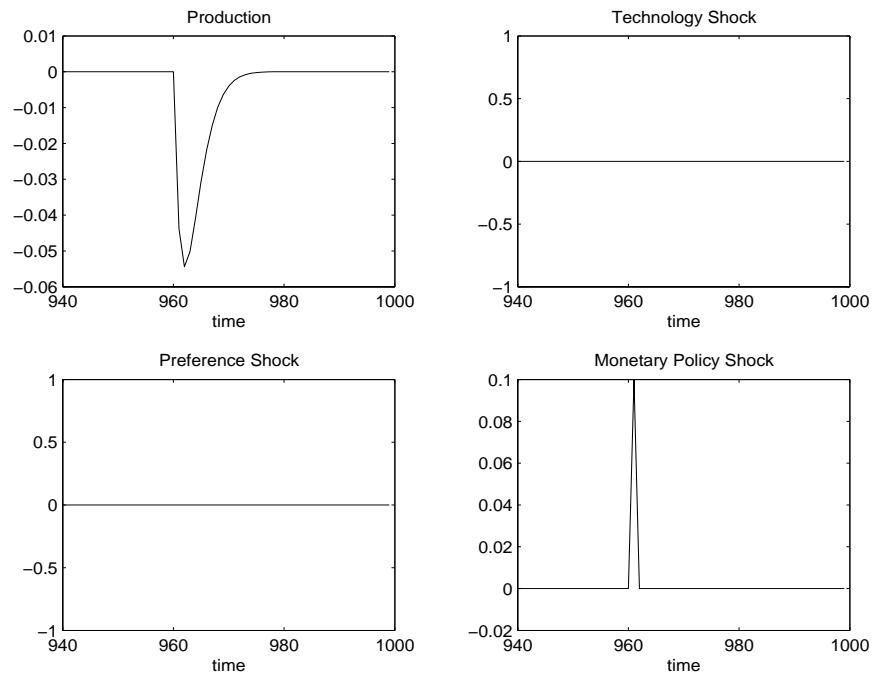 Production
0.01
0
−0.01
−0.02
−0.03
−0.04
−0.05
−0.06
940 960 980 1000
time
Technology Shock
1
0.5
0
−0.5
−1
940 960 980 1000
time
Preference Shock
1
0.5
0
−0.5
−1
940 960 980 1000
time
Monetary Policy Shock
0.1
0.08
0.06
0.04
0.02
0
−0.02
940 960 980 1000
time